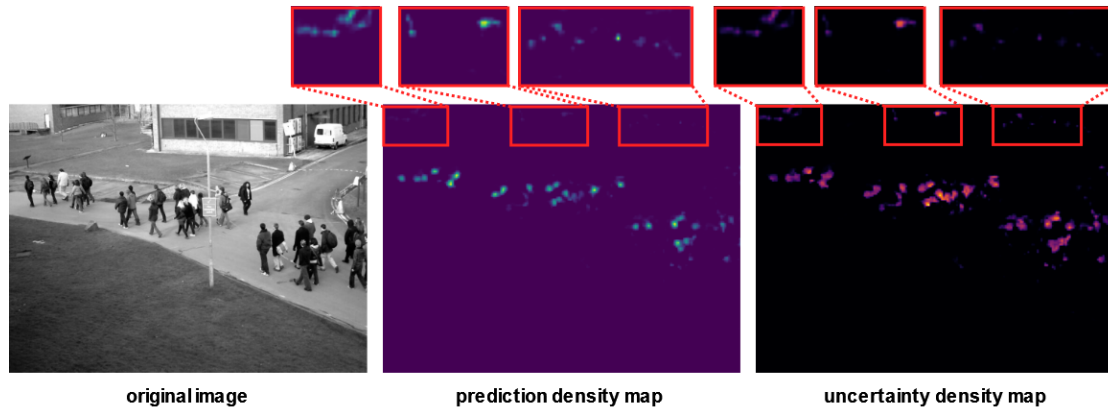 original image
prediction density map
uncertainty density map